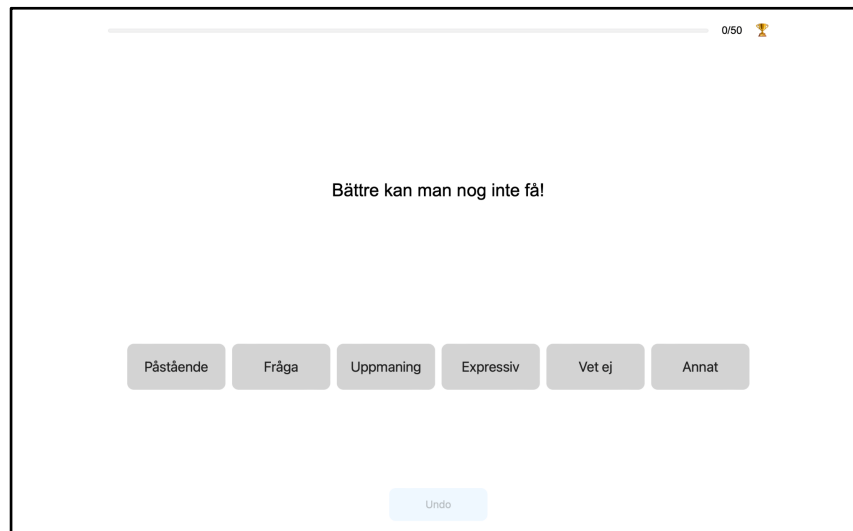 0/50
Bättre kan man nog inte få!
Påstående Fråga Uppmaning Expressiv Vet ej Annat
Undo